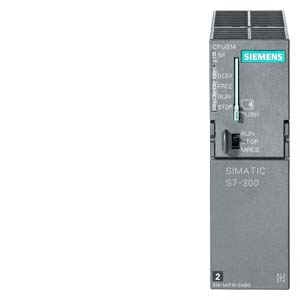 CPU314
SIEMENS
SF
DC5V
FRCE
RUN
STOP
PUSH
RUN
STOP
MRES
SIMATIC
S7-300
2